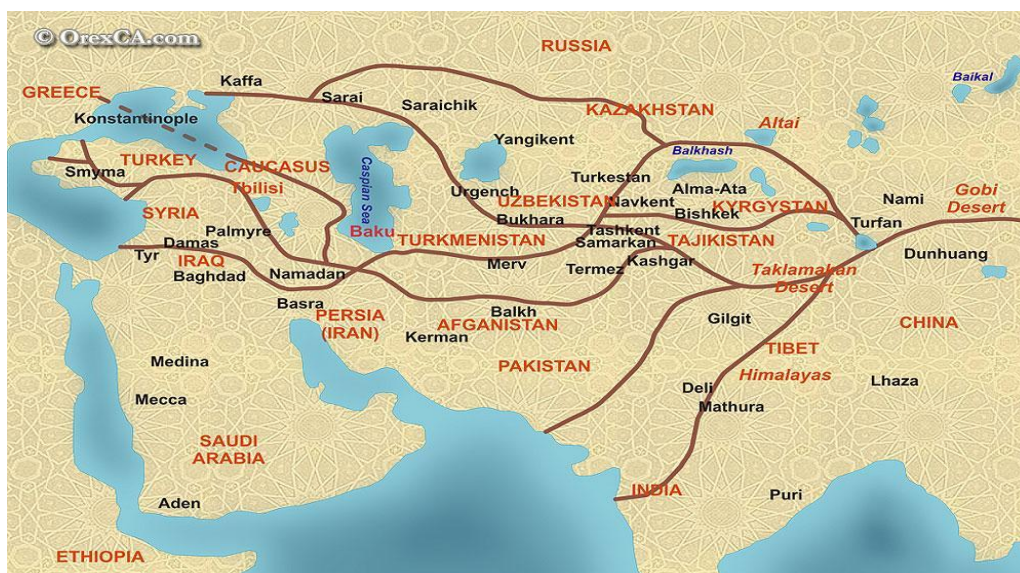 © OrexCA.com
RUSSIA
Baikal
Kaffa
GREECE
Sarai
Saraichik
KAZAKHSTAN
Konstaminople
Altai
Yangikent
Balkhash
TURKEY
CAUCASUS
Smyrna
Tbilisi
Caspian Sea
Turkestan
Urgench
Alma-Ata
Gobi
Desert
UZBEKISTAN
Navkent
KYRGYSTAN
Nami
SYRIA
Bukhara
Bishkek
Turfan
Palmyre
Baku
Tashkent
Damas
TURKMENISTAN
Samarkan
TAJIKISTAN
Tyr
IRAQ
Merv
Termez
Kashgar
Dunhuang
Baghdad
Namadan
Taklamakan
Desert
Basra
PERSIA
(IRAN)
Balkh
AFGANISTAN
Gilgit
CHINA
Kerman
TIBET
Medina
PAKISTAN
Himalayas
Lhaza
Deli
Mecca
Mathura
SAUDI
ARABIA
INDIA
Puri
Aden
ETHIOPIA